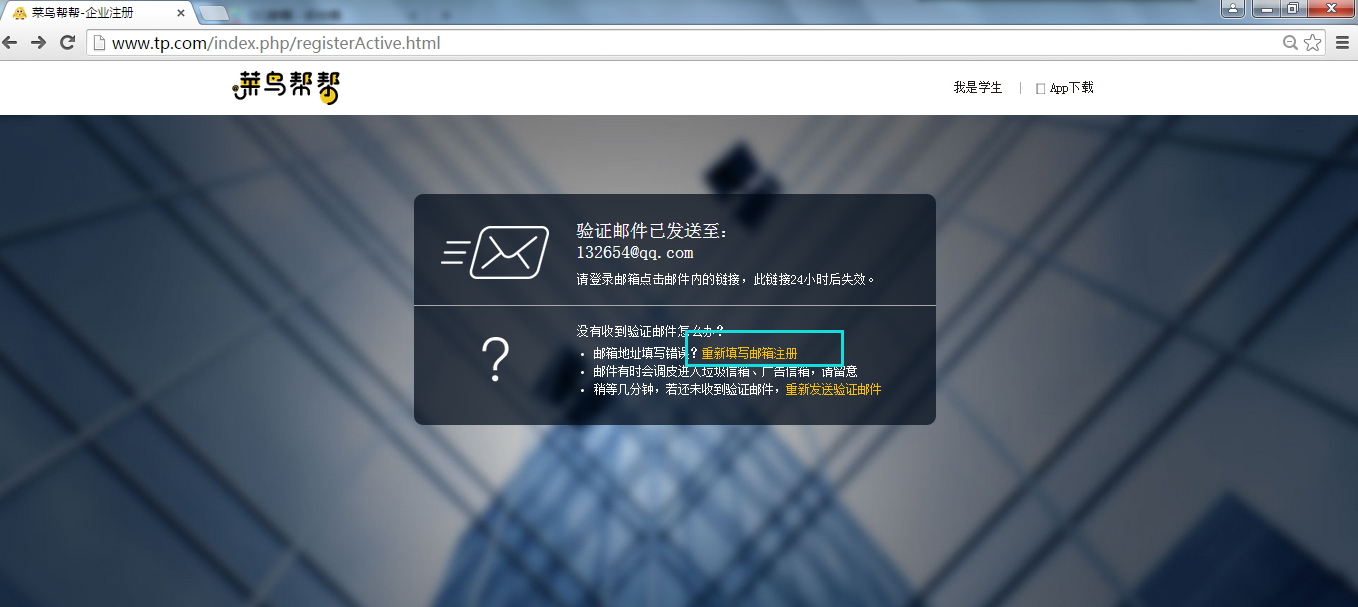 菜鸟帮帮-企业注册
www.tp.com/index.php/registerActive.html
菜鸟帮帮
我是学生 | App下载
验证邮件已发送至：
132654@qq.com
请登录邮箱点击邮件内的链接，此链接24小时后失效。
没有收到验证邮件怎么办？
邮箱地址填写错误？重新填写邮箱注册
邮件有时会调皮进入垃圾信箱、广告信箱，请留意
稍等几分钟，若还未收到验证邮件，重新发送验证邮件